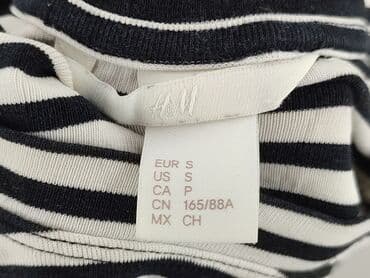 H&M
EUR S
US S
CA P
CN 165/88A
MX CH